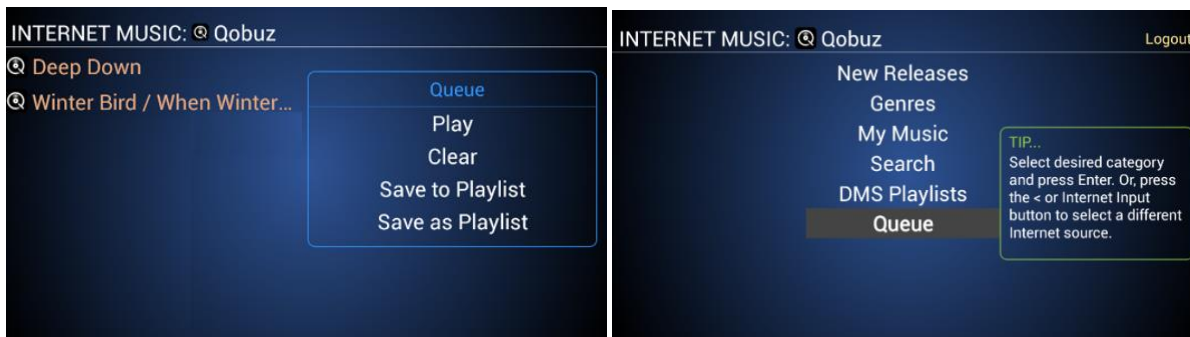 INTERNET MUSIC: Qobuz
Deep Down
Winter Bird / When Winter...
Queue
Play
Clear
Save to Playlist
Save as Playlist
INTERNET MUSIC: Qobuz
Logout
New Releases
Genres
My Music
Search
DMS Playlists
Queue
TIP...
Select desired category
and press Enter. Or, press
the < or Internet Input
button to select a different
Internet source.